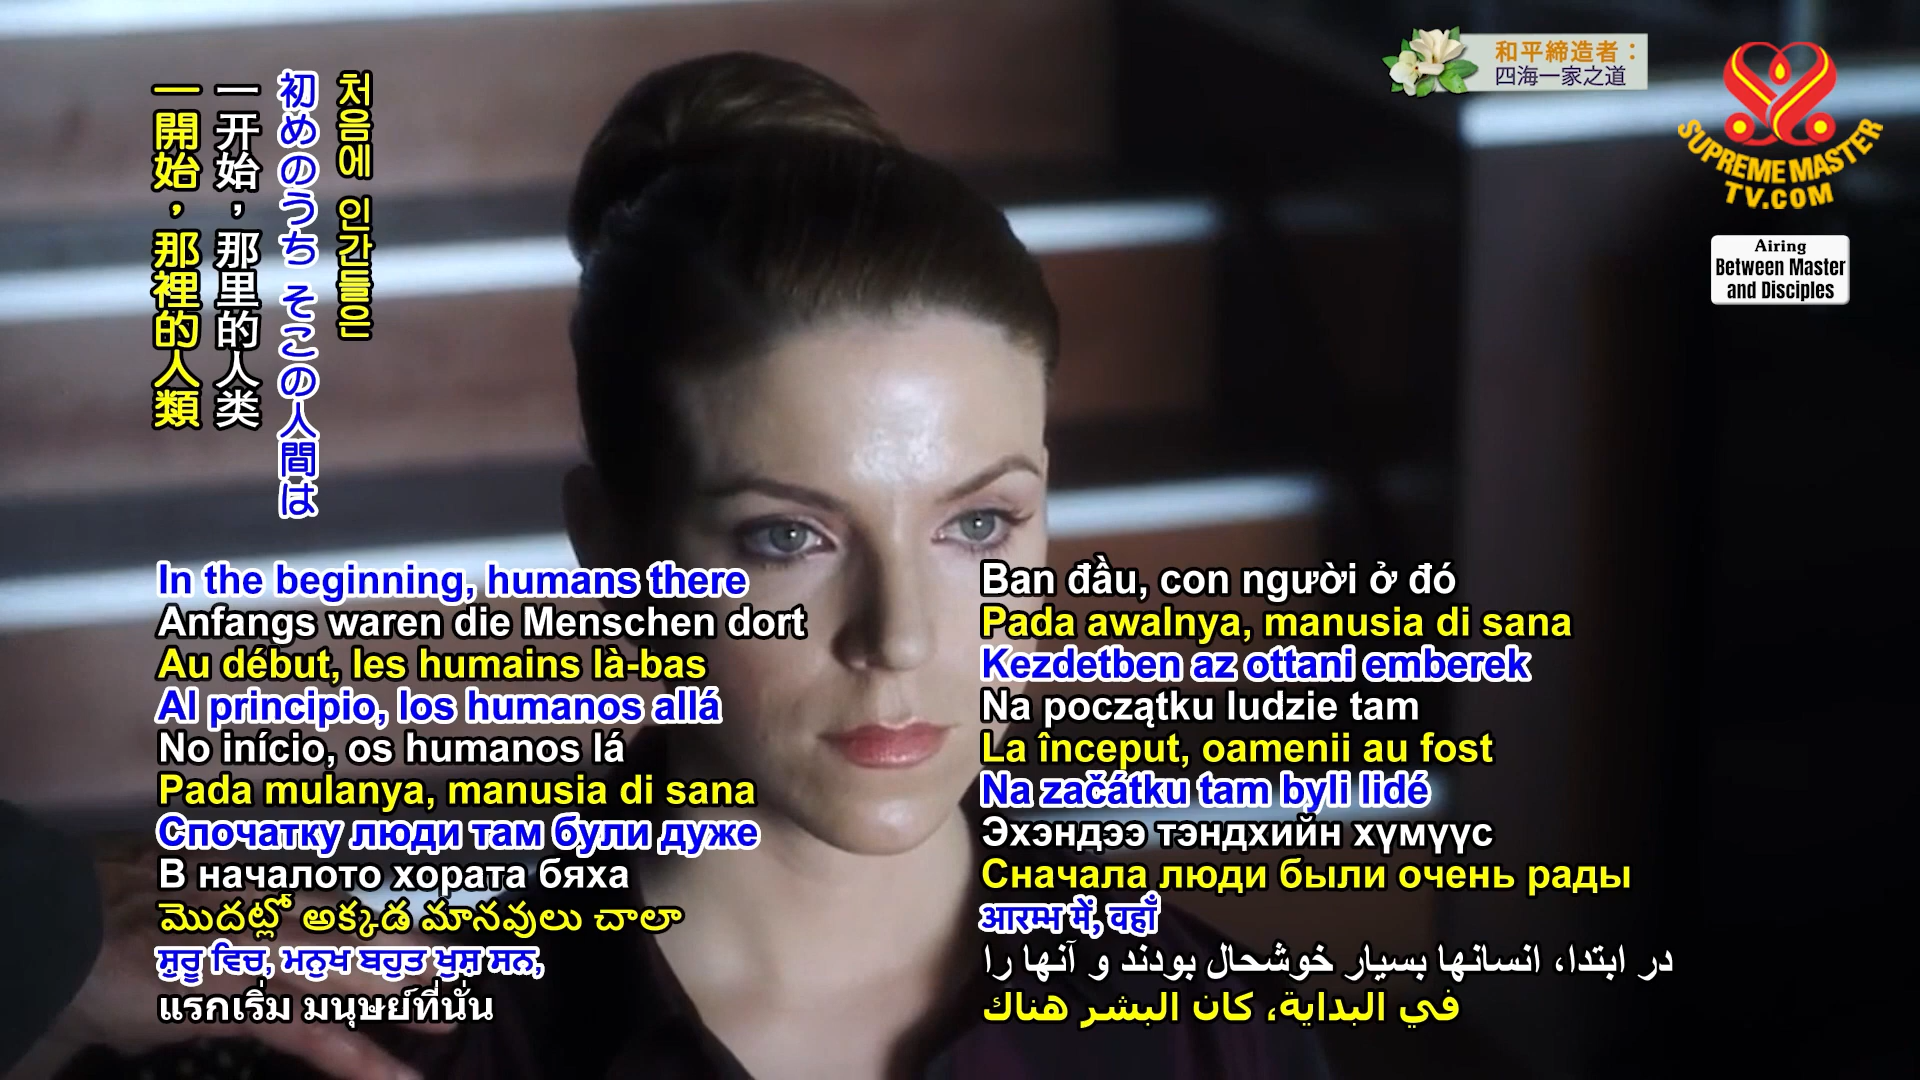 처음에 인간들은
初めのうち そこの人間は
一开始，那里的人类
一開始，那裡的人類
和平締造者：
四海一家之道
SUPREME MASTER
TV.COM
Airing
Between Master
and Disciples
In the beginning, humans there
Anfangs waren die Menschen dort
Au début, les humains là-bas
Al principio, los humanos allá
No início, os humanos lá
Pada mulanya, manusia di sana
Спочатку люди там були дуже
В началото хората бяха
మొదట్లో అక్కడ మానవులు చాలా
ਸ਼ੁਰੂ ਵਿਚ, ਮਨੁਖ ਬਹੁਤ ਖੁਸ਼ ਸਨ,
แรกเริ่ม มนุษย์ที่นั่น
Ban đầu, con người ở đó
Pada awalnya, manusia di sana
Kezdetben az ottani emberek
Na początku ludzie tam
La început, oamenii au fost
Na začátku tam byli lidé
Эхэндээ тэндхийн хүмүүс
Сначала люди были очень рады
आरम्भ में, वहाँ
در ابتدا، انسانها بسیار خوشحال بودند و آنها را
في البداية، كان البشر هناك